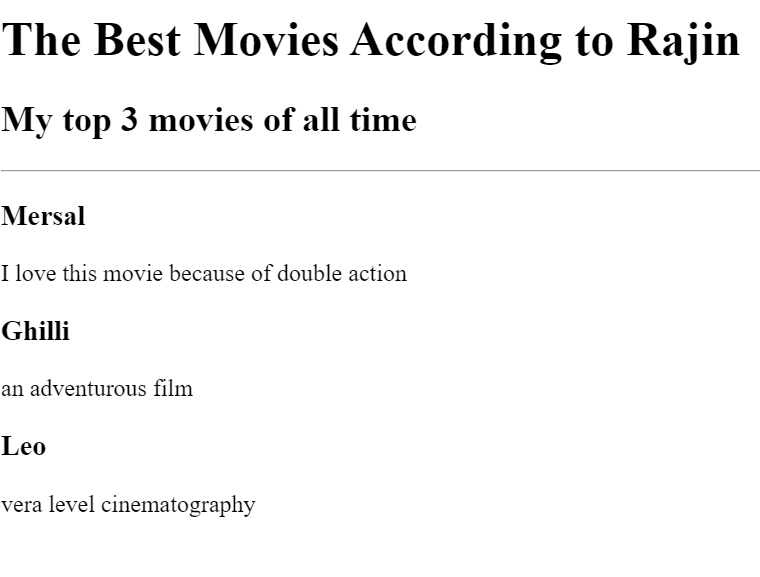 The Best Movies According to Rajin
My top 3 movies of all time
Mersal
I love this movie because of double action
Ghilli
an adventurous film
Leo
vera level cinematography